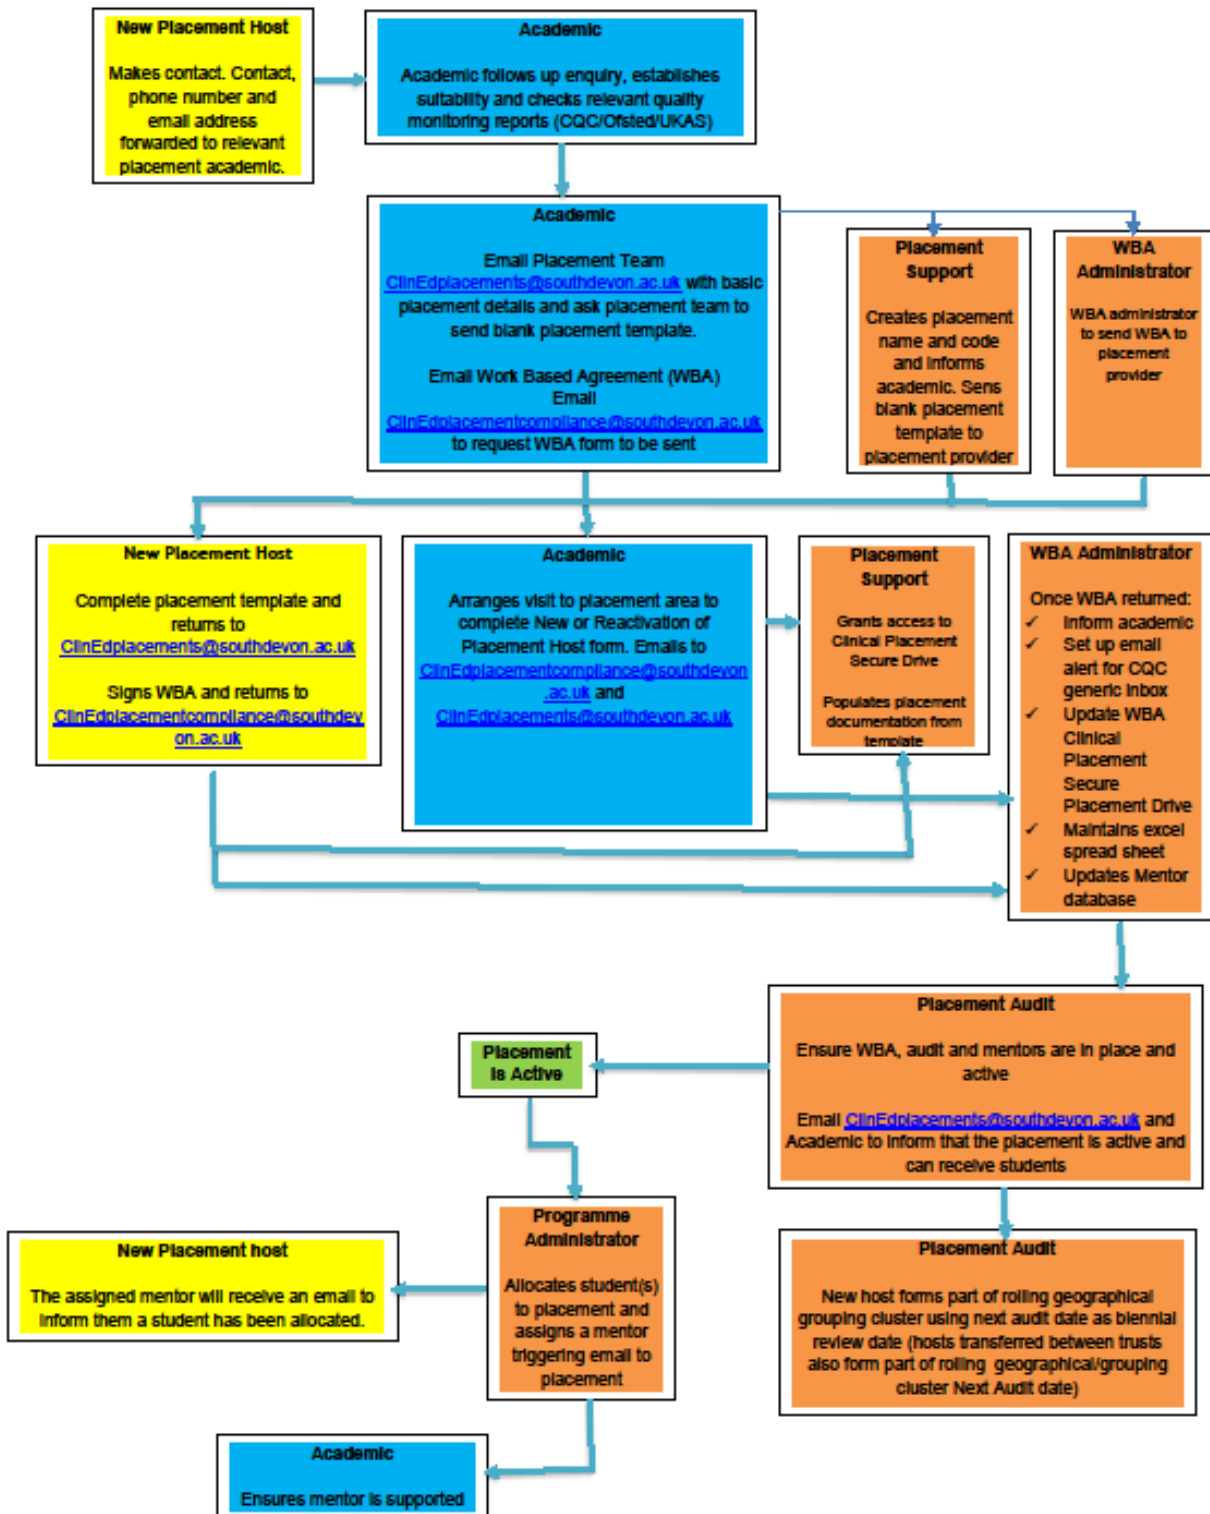 New Placement Host
Makes contact. Contact,
phone number and
email address
forwarded to relevant
placement academic.
Academic
Academic follows up enquiry, establishes
suitability and checks relevant quality
monitoring reports (CQC/Ofsted/UKAS)
Academic
Email Placement Team
ClinEdplacements@southdevon.ac.uk with basic
placement details and ask placement team to
send blank placement template.
Email Work Based Agreement (WBA)
Email
ClinEdplacementcompliance@southdevon.ac.uk
to request WBA form to be sent
Placement
Support
Creates placement
name and code
and informs
academic. Sens
blank placement
template to
placement provider
WBA
Administrator
WBA administrator
to send WBA to
placement
provider
New Placement Host
Complete placement template and
returns to
ClinEdplacements@southdevon.ac.uk
Signs WBA and returns to
ClinEdplacementcompliance@southdev
on.ac.uk
Academic
Arranges visit to placement area to
complete New or Reactivation of
Placement Host form. Emails to
ClinEdplacementcompliance@southdevon
.ac.uk and
ClinEdplacements@southdevon.ac.uk
Placement
Support
Grants access to
Clinical Placement
Secure Drive
Populates placement
documentation from
template
WBA Administrator
Once WBA returned:
✓ Inform academic
✓ Set up email
alert for CQC
generic inbox
✓ Update WBA
Clinical
Placement
Secure
Placement Drive
✓ Maintains excel
spread sheet
✓ Updates Mentor
database
Placement Audit
Ensure WBA, audit and mentors are in place and
active
Email ClinEdplacements@southdevon.ac.uk and
Academic to inform that the placement is active and
can receive students
Placement
is Active
Programme
Administrator
Allocates student(s)
to placement and
assigns a mentor
triggering email to
placement
New Placement host
The assigned mentor will receive an email to
inform them a student has been allocated.
Placement Audit
New host forms part of rolling geographical
grouping cluster using next audit date as biennial
review date (hosts transferred between trusts
also form part of rolling geographical/grouping
cluster Next Audit date)
Academic
Ensures mentor is supported